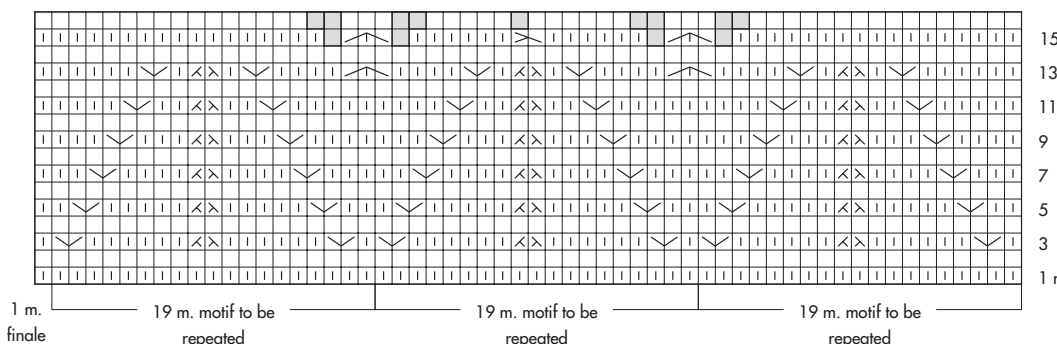 15
13
11
9
7
5
3
1 r
1 m.
finale
19 m. motif to be
repeated
19 m. motif to be
repeated
19 m. motif to be
repeated